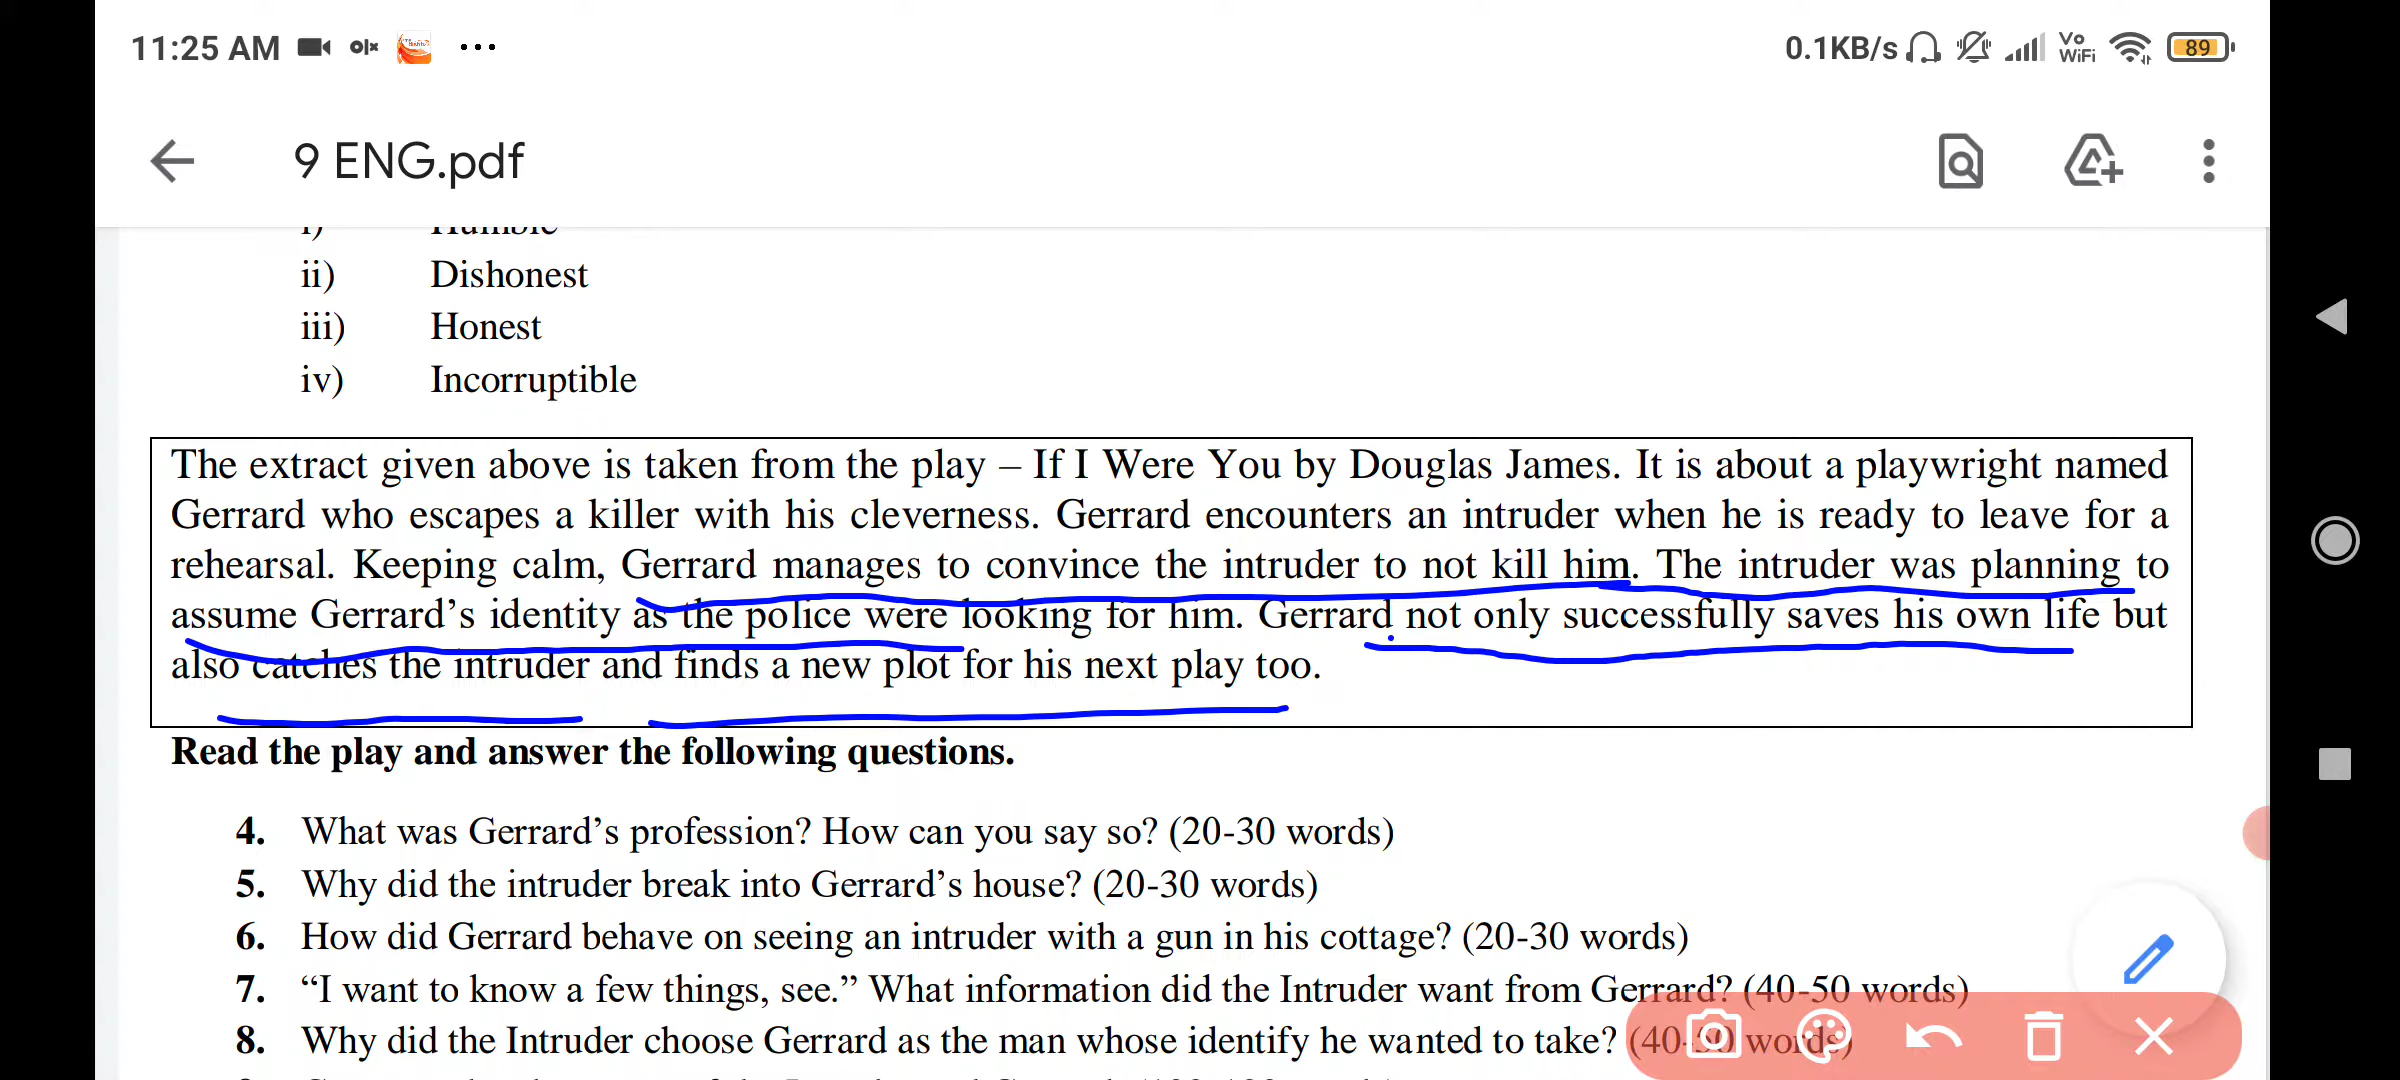 11:25 AM olx ... 0.1KB/s Vo WiFi 89
9 ENG.pdf
i) Humble
ii) Dishonest
iii) Honest
iv) Incorruptible
The extract given above is taken from the play – If I Were You by Douglas James. It is about a playwright named
Gerrard who escapes a killer with his cleverness. Gerrard encounters an intruder when he is ready to leave for a
rehearsal. Keeping calm, Gerrard manages to convince the intruder to not kill him. The intruder was planning to
assume Gerrard’s identity as the police were looking for him. Gerrard not only successfully saves his own life but
also catches the intruder and finds a new plot for his next play too.
Read the play and answer the following questions.
4. What was Gerrard’s profession? How can you say so? (20-30 words)
5. Why did the intruder break into Gerrard’s house? (20-30 words)
6. How did Gerrard behave on seeing an intruder with a gun in his cottage? (20-30 words)
7. “I want to know a few things, see.” What information did the Intruder want from Gerrard? (40-50 words)
8. Why did the Intruder choose Gerrard as the man whose identify he wanted to take? (40-50 words)